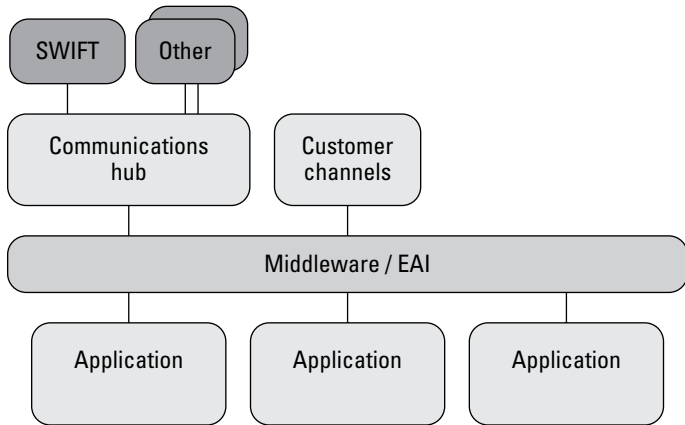 SWIFT
Other
Communications
hub
Customer
channels
Middleware / EAI
Application
Application
Application